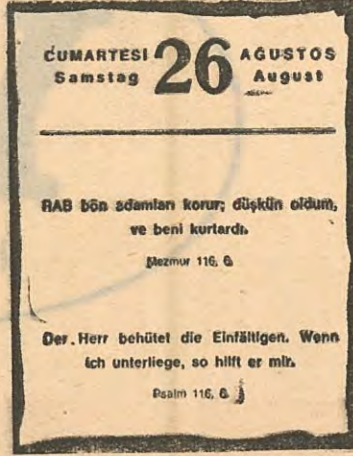 CUMARTESİ 26 AĞUSTOS
Samstag August
RAB bön adamları korur; düşkün oldum,
ve beni kurtardı.
Mezmur 116, 6
Der Herr behütet die Einfältigen. Wenn
ich unterliege, so hilft er mir.
Psalm 116, 6